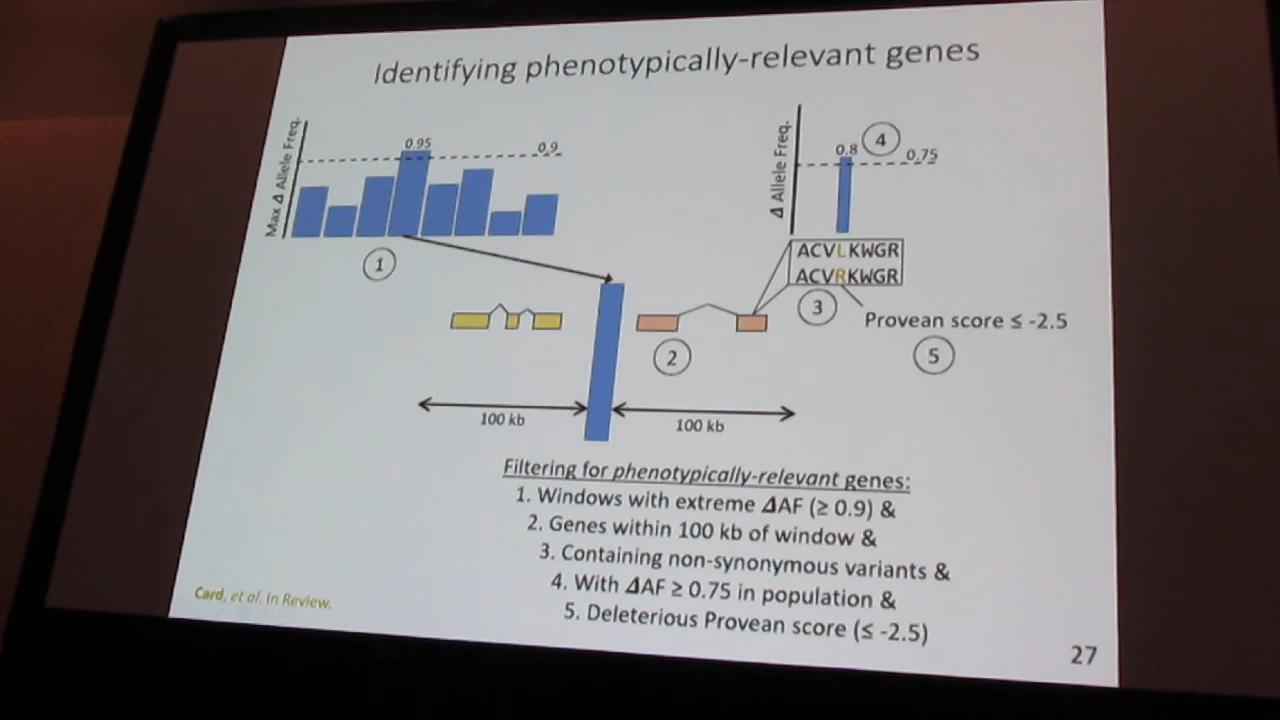 Identifying phenotypically-relevant genes
Max Δ Allele Freq.
0.95
0.9
1
Δ Allele Freq.
0.8
4
0.75
ACVLKWGR
ACVRKWGR
3
Provean score ≤ -2.5
5
2
100 kb
100 kb
Filtering for phenotypically-relevant genes:
1. Windows with extreme ΔAF (≥ 0.9) &
2. Genes within 100 kb of window &
3. Containing non-synonymous variants &
4. With ΔAF ≥ 0.75 in population &
5. Deleterious Provean score (≤ -2.5)
Card, et al. In Review.
27